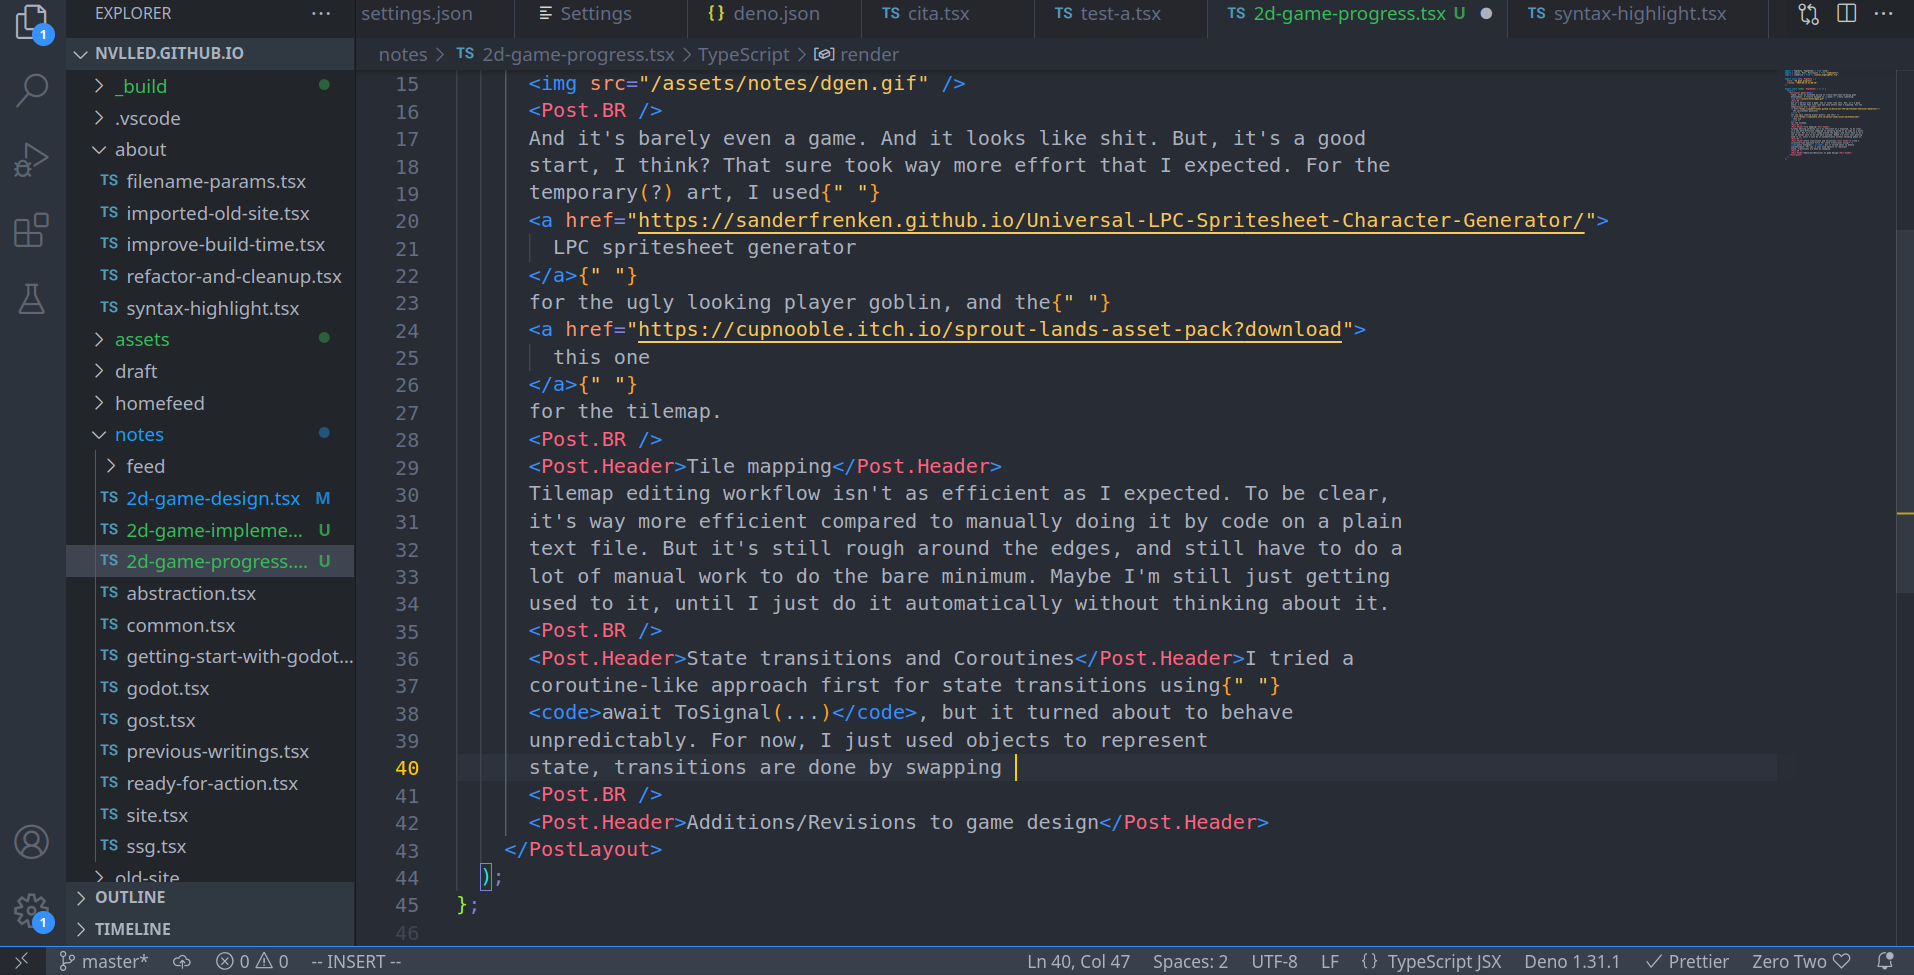 EXPLORER
NVLLED.GITHUB.IO
_build
.vscode
about
TS filename-params.tsx
TS imported-old-site.tsx
TS improve-build-time.tsx
TS refactor-and-cleanup.tsx
TS syntax-highlight.tsx
assets
draft
homefeed
notes
feed
TS 2d-game-design.tsx M
TS 2d-game-impleme... U
TS 2d-game-progress.... U
TS abstraction.tsx
TS common.tsx
TS getting-start-with-godot...
TS godot.tsx
TS gost.tsx
TS previous-writings.tsx
TS ready-for-action.tsx
TS site.tsx
TS ssg.tsx
old-site
OUTLINE
TIMELINE
1
1
settings.json
Settings
{} deno.json
TS cita.tsx
TS test-a.tsx
TS 2d-game-progress.tsx U
TS syntax-highlight.tsx
notes > TS 2d-game-progress.tsx > TypeScript > render
15 <img src="/assets/notes/dgen.gif" />
16 <Post.BR />
17 And it's barely even a game. And it looks like shit. But, it's a good
18 start, I think? That sure took way more effort that I expected. For the
19 temporary(?) art, I used{" "}
20 <a href="https://sanderfrenken.github.io/Universal-LPC-Spritesheet-Character-Generator/">
21 LPC spritesheet generator
22 </a>{" "}
23 for the ugly looking player goblin, and the{" "}
24 <a href="https://cupnooble.itch.io/sprout-lands-asset-pack?download">
25 this one
26 </a>{" "}
27 for the tilemap.
28 <Post.BR />
29 <Post.Header>Tile mapping</Post.Header>
30 Tilemap editing workflow isn't as efficient as I expected. To be clear,
31 it's way more efficient compared to manually doing it by code on a plain
32 text file. But it's still rough around the edges, and still have to do a
33 lot of manual work to do the bare minimum. Maybe I'm still just getting
34 used to it, until I just do it automatically without thinking about it.
35 <Post.BR />
36 <Post.Header>State transitions and Coroutines</Post.Header>I tried a
37 coroutine-like approach first for state transitions using{" "}
38 <code>await ToSignal(...)</code>, but it turned about to behave
39 unpredictably. For now, I just used objects to represent
40 state, transitions are done by swapping
41 <Post.BR />
42 <Post.Header>Additions/Revisions to game design</Post.Header>
43 </PostLayout>
44 );
45 };
46
master*
0
0
-- INSERT --
Ln 40, Col 47
Spaces: 2
UTF-8
LF
{} TypeScript JSX
Deno 1.31.1
Prettier
Zero Two